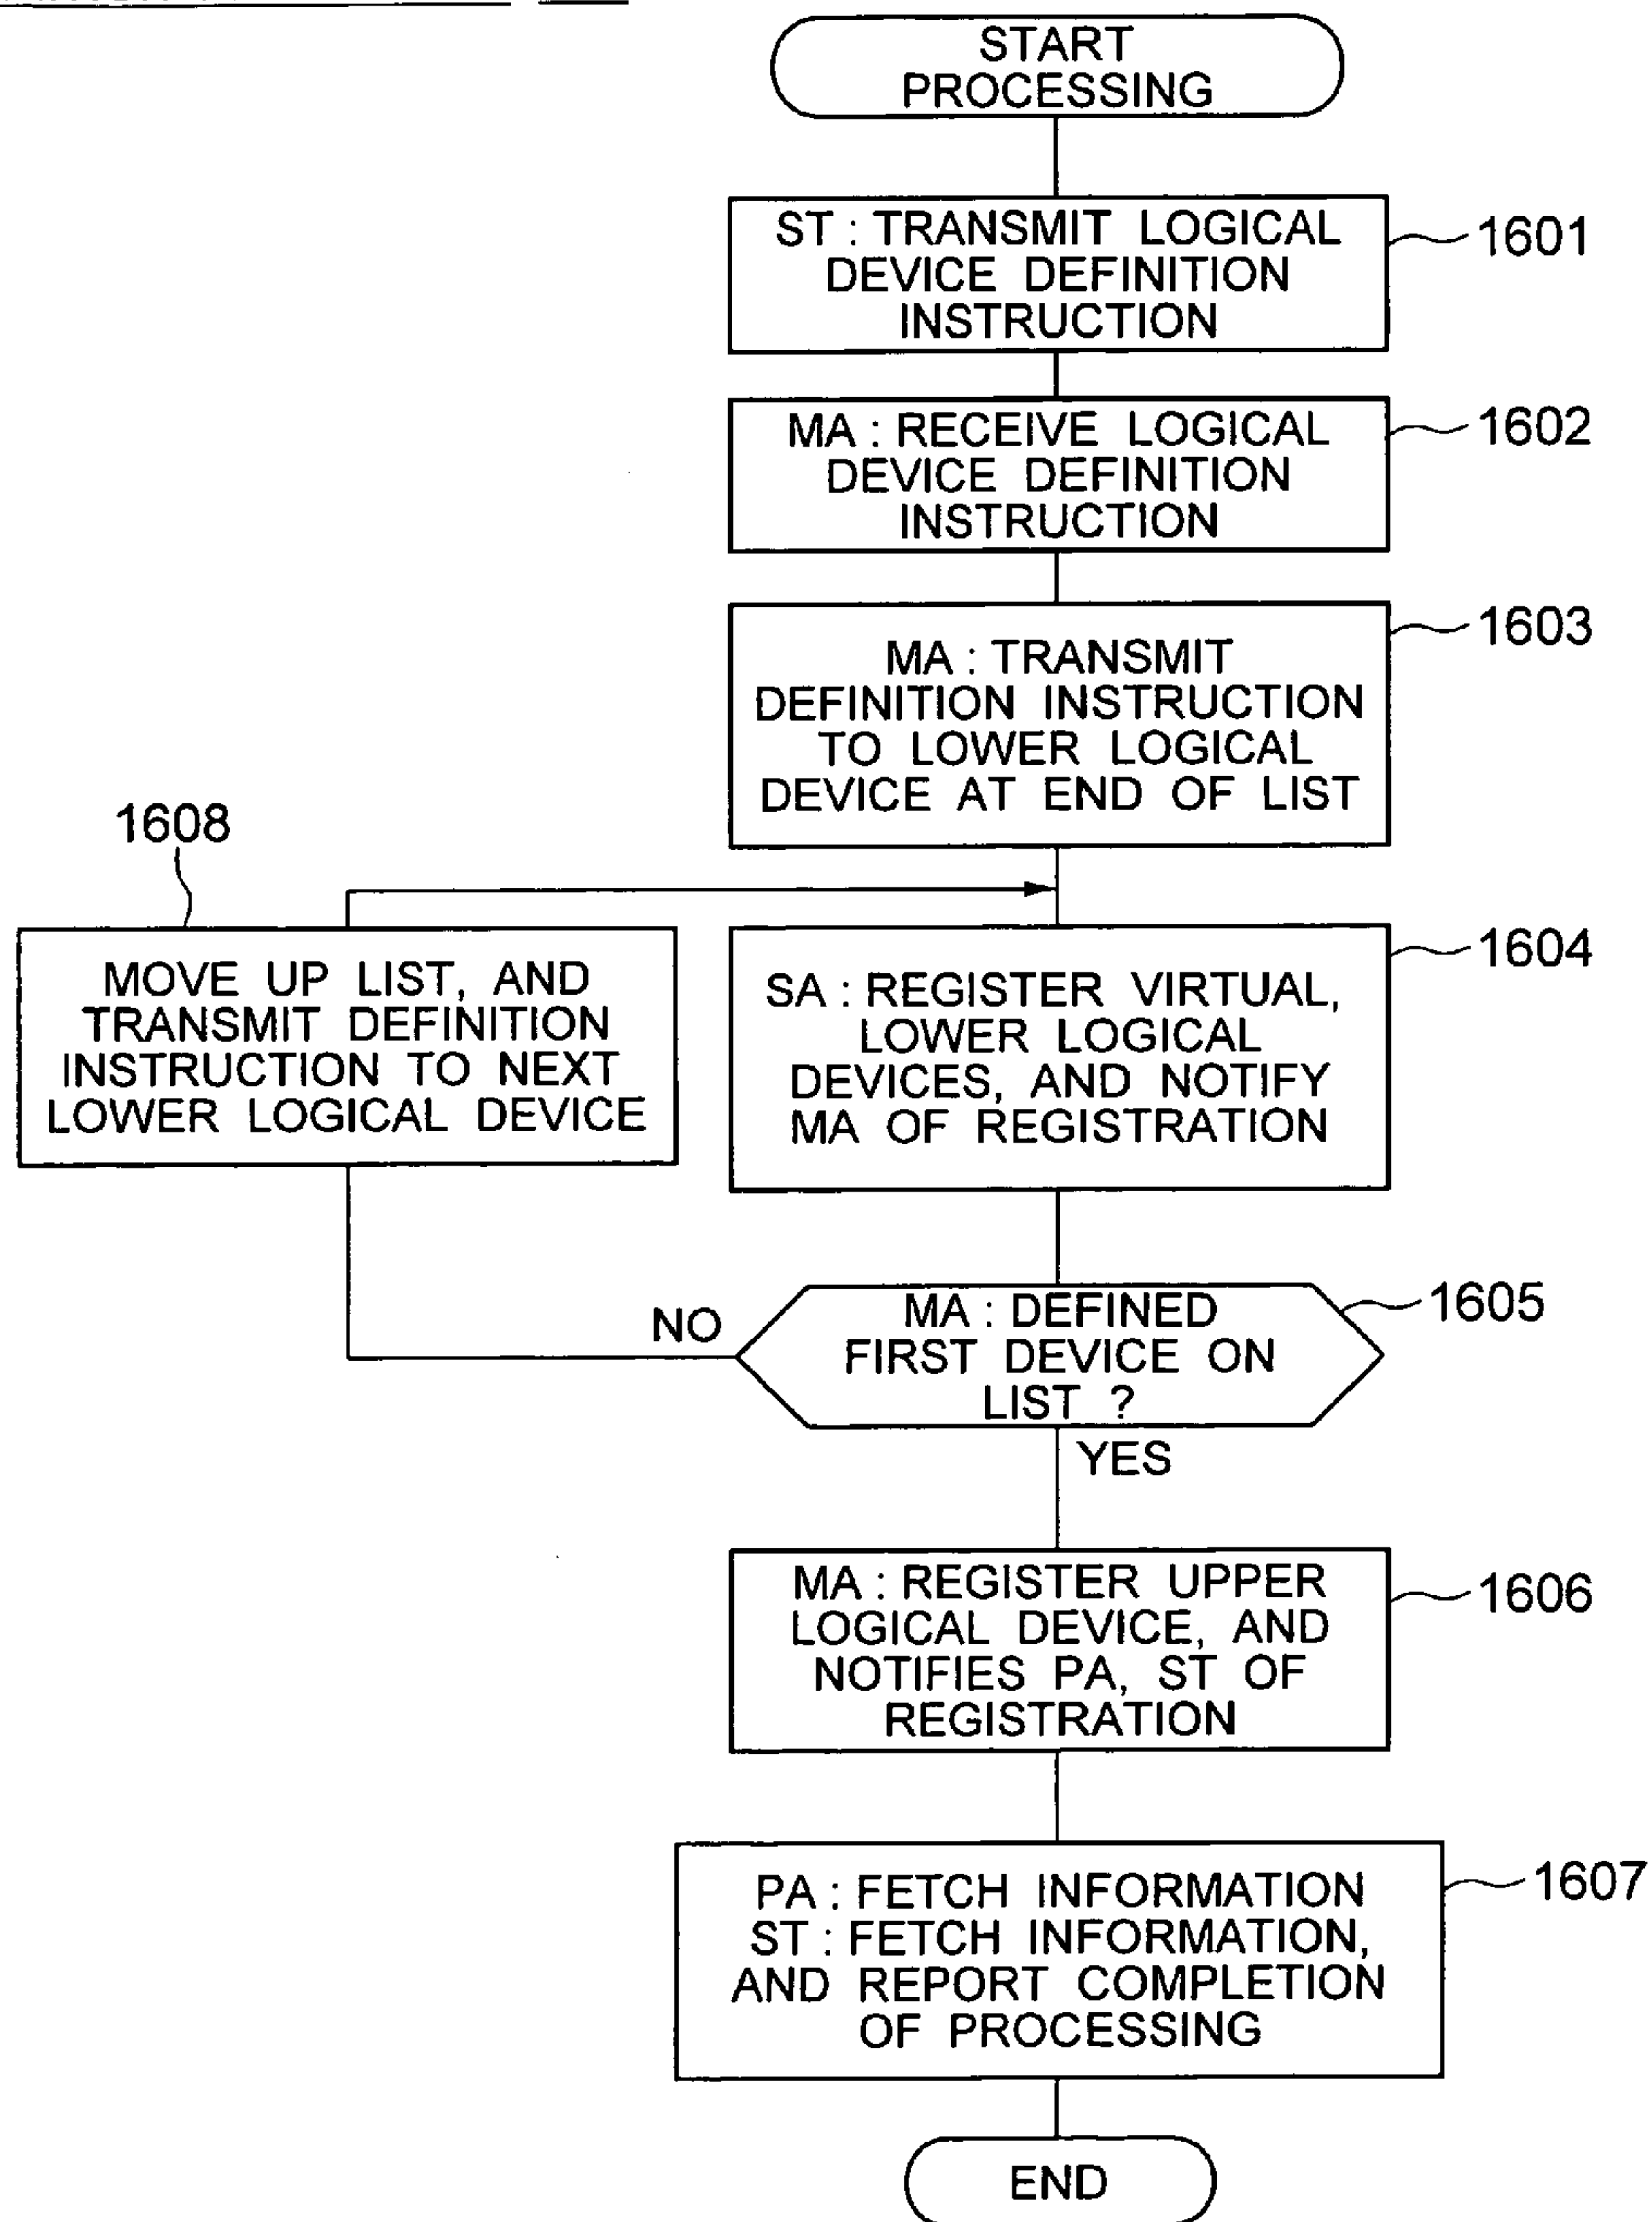 START
PROCESSING
ST : TRANSMIT LOGICAL
DEVICE DEFINITION
INSTRUCTION
1601
MA : RECEIVE LOGICAL
DEVICE DEFINITION
INSTRUCTION
1602
MA : TRANSMIT
DEFINITION INSTRUCTION
TO LOWER LOGICAL
DEVICE AT END OF LIST
1603
1608
MOVE UP LIST, AND
TRANSMIT DEFINITION
INSTRUCTION TO NEXT
LOWER LOGICAL DEVICE
SA : REGISTER VIRTUAL,
LOWER LOGICAL
DEVICES, AND NOTIFY
MA OF REGISTRATION
1604
NO
MA : DEFINED
FIRST DEVICE ON
LIST ?
1605
YES
MA : REGISTER UPPER
LOGICAL DEVICE, AND
NOTIFIES PA, ST OF
REGISTRATION
1606
PA : FETCH INFORMATION
ST : FETCH INFORMATION,
AND REPORT COMPLETION
OF PROCESSING
1607
END